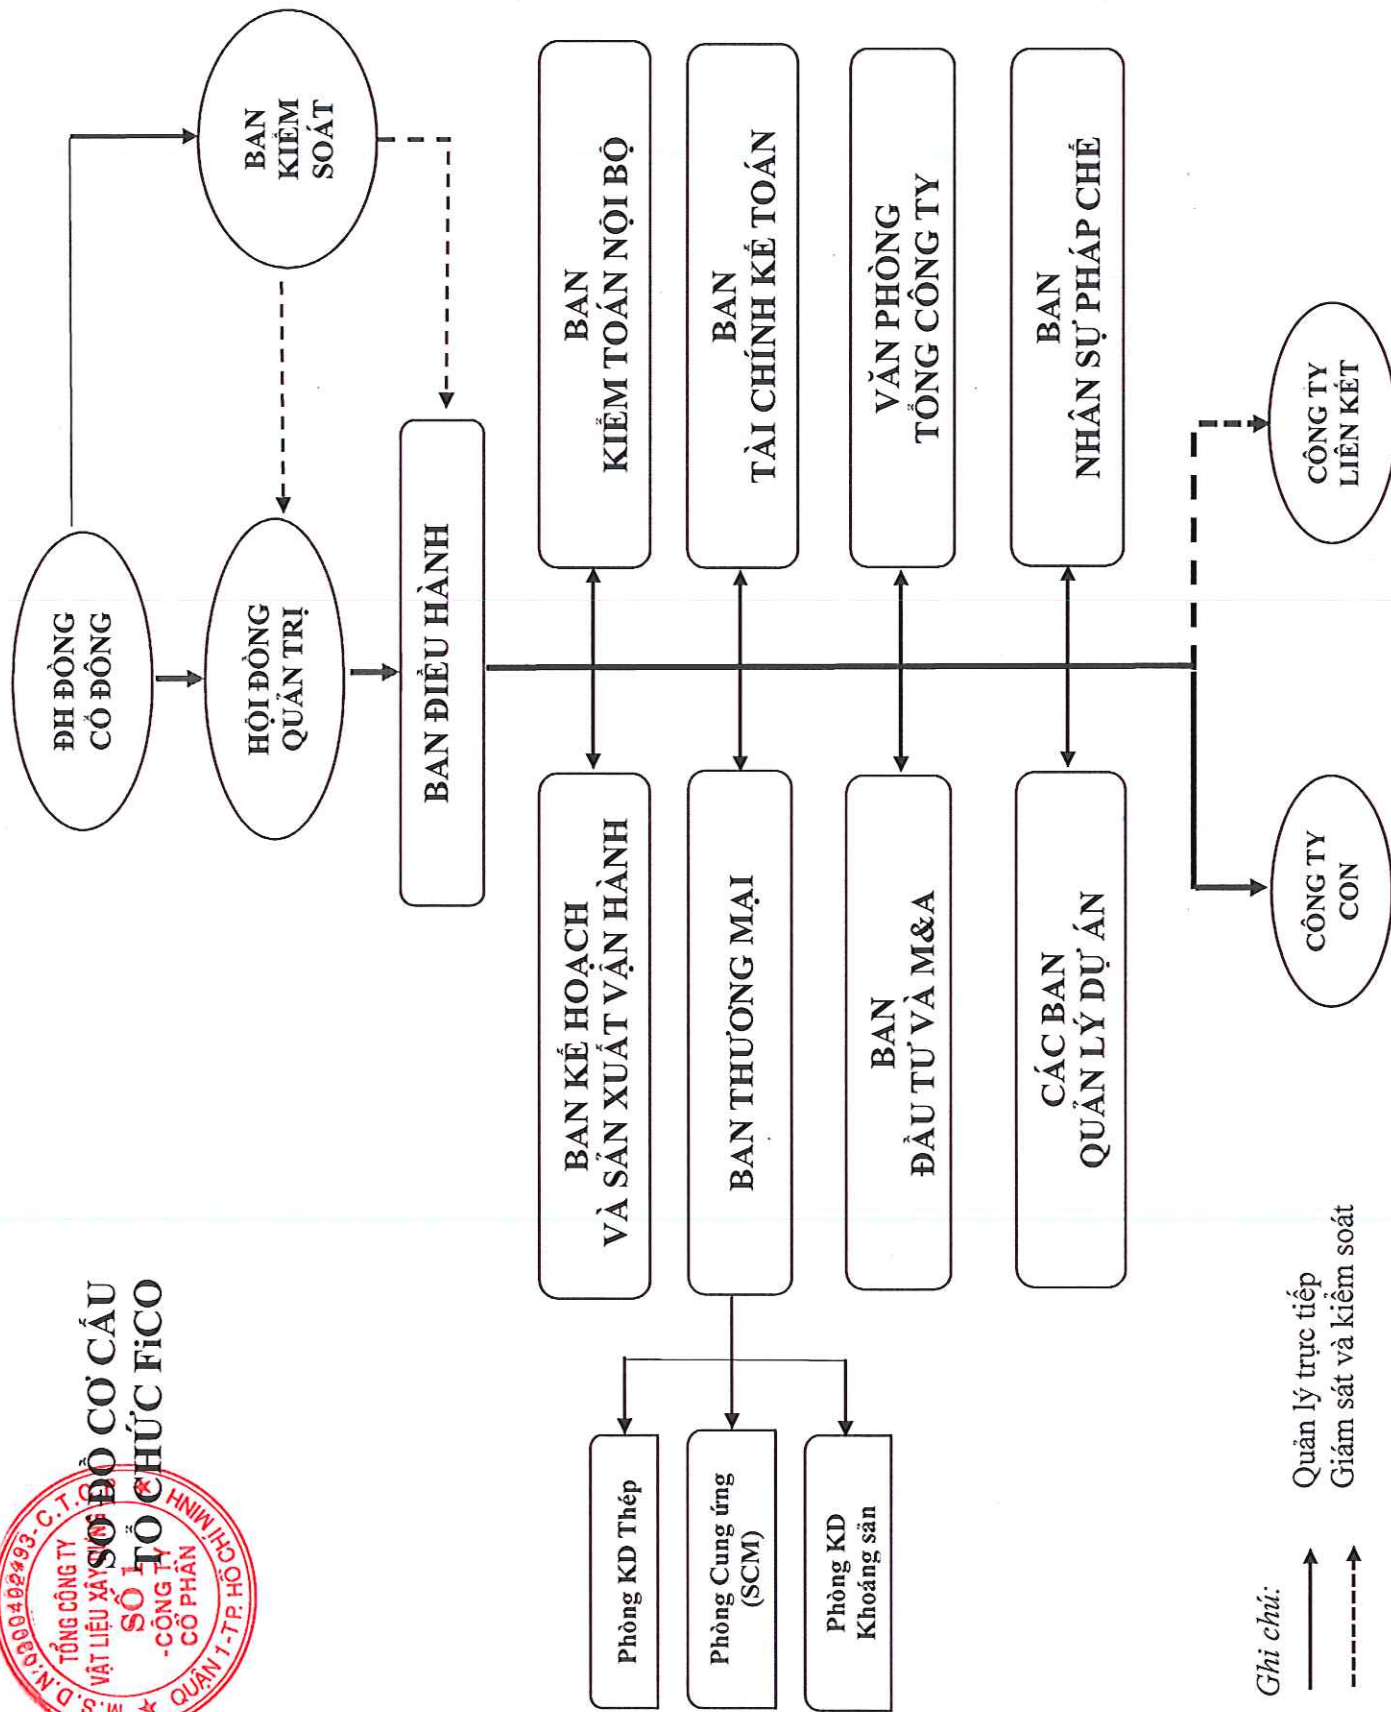 SƠ ĐỒ CƠ CẤU
TỔ CHỨC FiCO
TỔNG CÔNG TY
VẬT LIỆU XÂY DỰNG
SỐ 1
-CÔNG TY
CỔ PHẦN
QUẬN 1-TP. HỒ CHÍ MINH
ĐH ĐỒNG
CỔ ĐÔNG
BAN
KIỂM
SOÁT
HỘI ĐỒNG
QUẢN TRỊ
BAN ĐIỀU HÀNH
BAN KẾ HOẠCH
VÀ SẢN XUẤT VẬN HÀNH
BAN
KIỂM TOÁN NỘI BỘ
BAN THƯƠNG MẠI
BAN
TÀI CHÍNH KẾ TOÁN
BAN
ĐẦU TƯ VÀ M&A
VĂN PHÒNG
TỔNG CÔNG TY
CÁC BAN
QUẢN LÝ DỰ ÁN
BAN
NHÂN SỰ PHÁP CHẾ
Phòng KD Thép
Phòng Cung ứng
(SCM)
Phòng KD
Khoáng sản
CÔNG TY
CON
CÔNG TY
LIÊN KẾT
Ghi chú:
Quản lý trực tiếp
Giám sát và kiểm soát